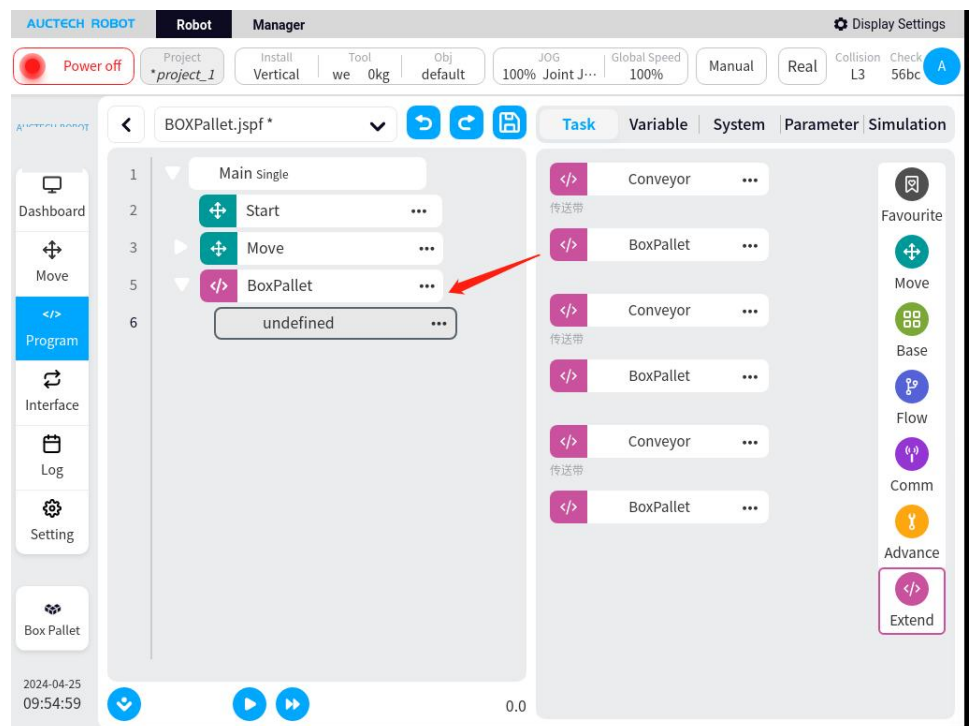 AUCTECH ROBOT
Robot
Manager
Display Settings
Power off
Project
*project_1
Install
Vertical
Tool
we 0kg
Obj
default
JOG
100% Joint J···
Global Speed
100%
Manual
Real
Collision
L3
Check
56bc
A
AUCTECH ROBOT
BOXPallet.jspf *
Task
Variable
System
Parameter
Simulation
Dashboard
Move
</>
Program
Interface
Log
Setting
Box Pallet
2024-04-25
09:54:59
1 Main Single
2 Start •••
3 Move •••
5 </> BoxPallet •••
6 undefined •••
0.0
</> Conveyor •••
传送带
</> BoxPallet •••
</> Conveyor •••
传送带
</> BoxPallet •••
</> Conveyor •••
传送带
</> BoxPallet •••
Favourite
Move
Base
Flow
Comm
Advance
</>
Extend